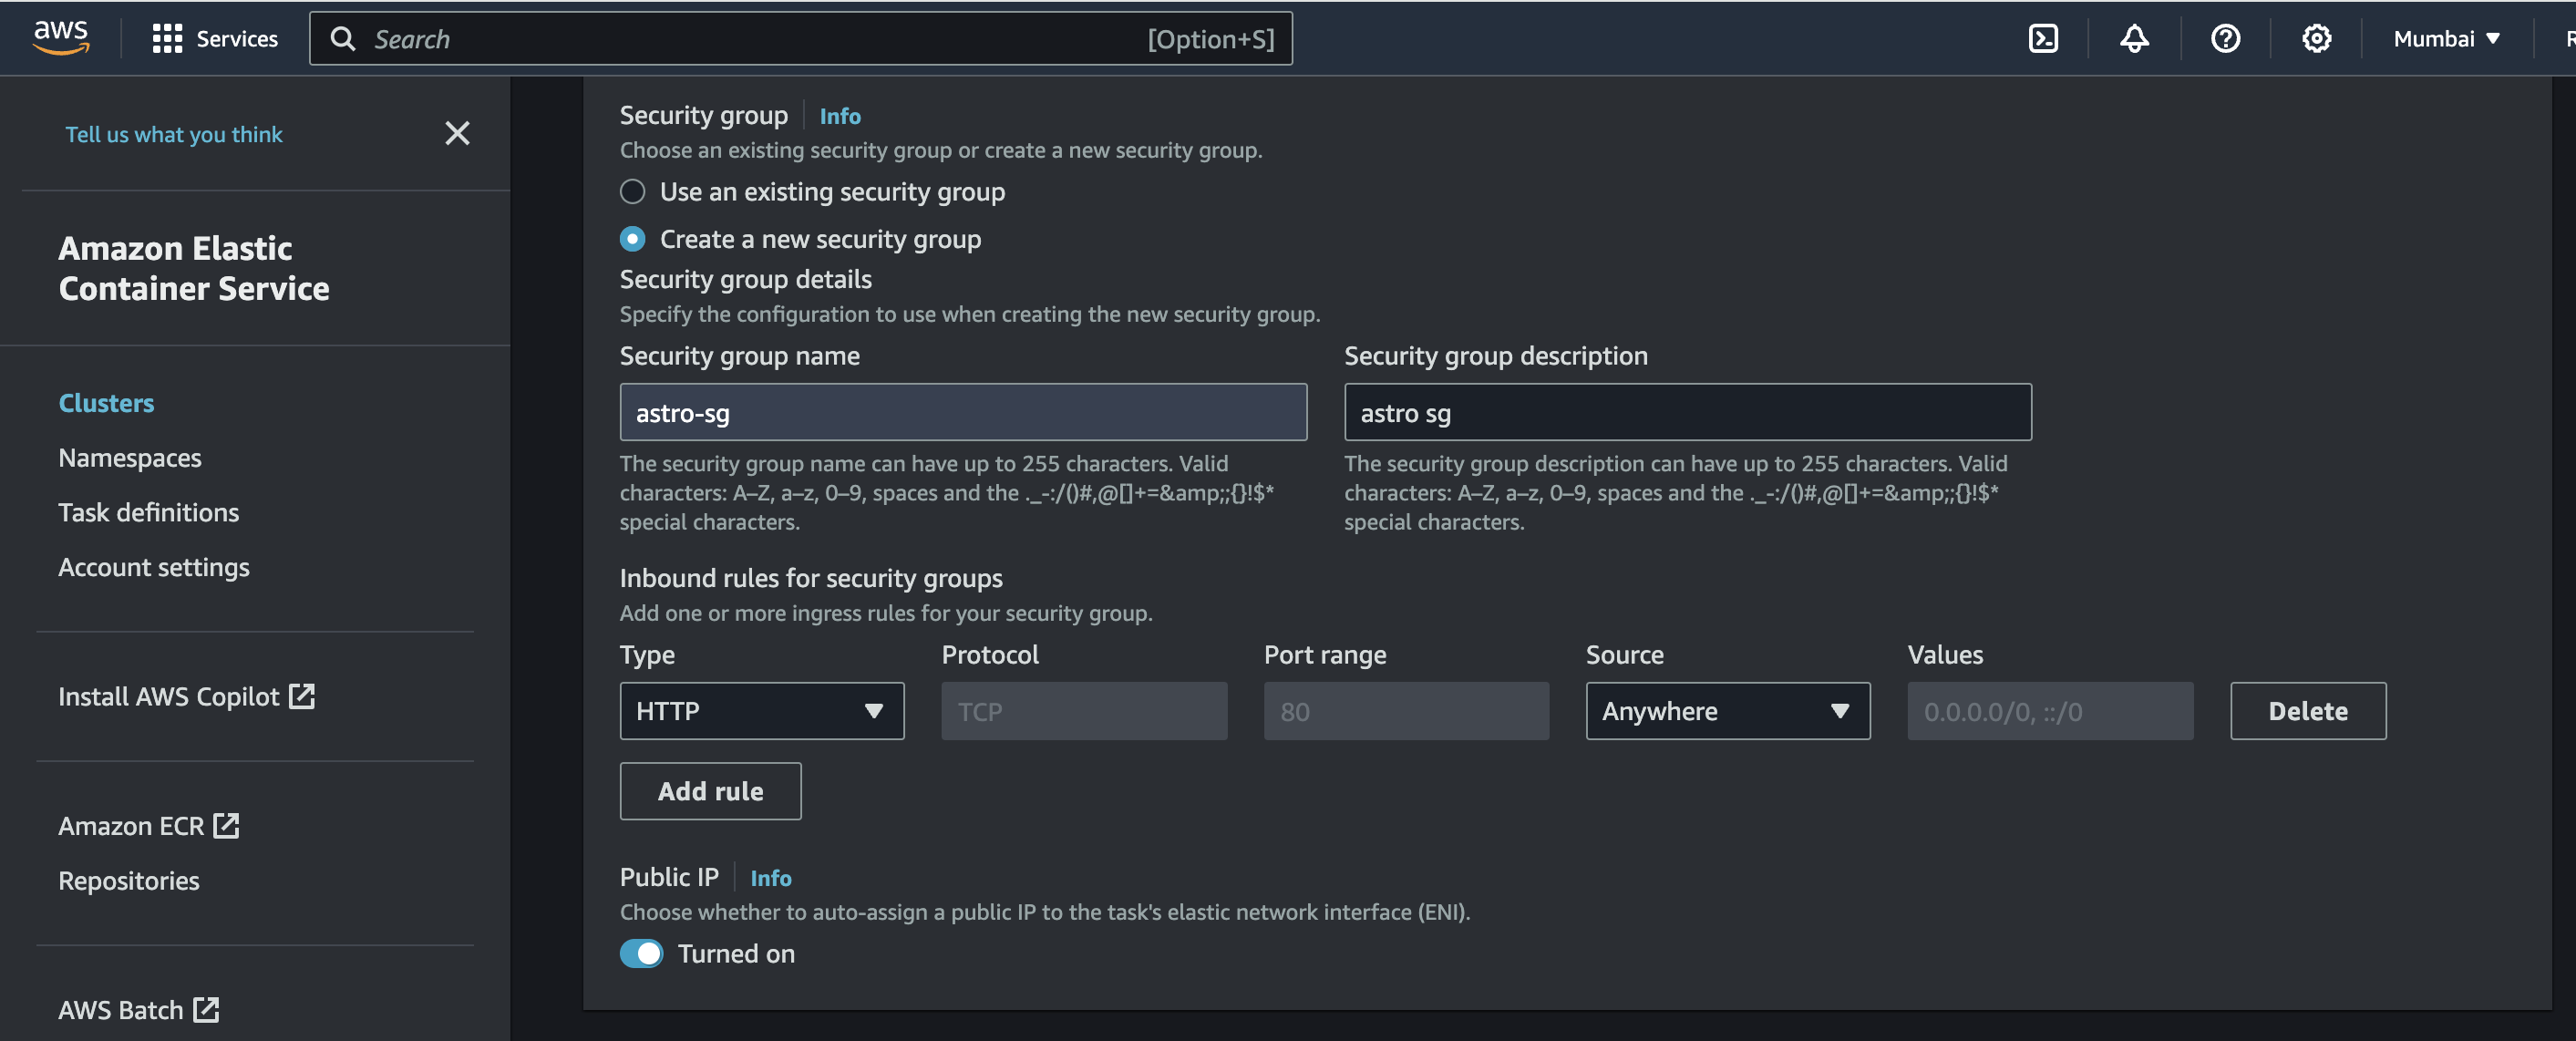 aws
Services
Search
[Option+S]
Mumbai
Tell us what you think
Amazon Elastic
Container Service
Clusters
Namespaces
Task definitions
Account settings
Install AWS Copilot
Amazon ECR
Repositories
AWS Batch
Security group
Info
Choose an existing security group or create a new security group.
Use an existing security group
Create a new security group
Security group details
Specify the configuration to use when creating the new security group.
Security group name
astro-sg
The security group name can have up to 255 characters. Valid
characters: A–Z, a–z, 0–9, spaces and the ._-:/()#,@[]+=&amp;;{}!$*
special characters.
Security group description
astro sg
The security group description can have up to 255 characters. Valid
characters: A–Z, a–z, 0–9, spaces and the ._-:/()#,@[]+=&amp;;{}!$*
special characters.
Inbound rules for security groups
Add one or more ingress rules for your security group.
Type
Protocol
Port range
Source
Values
HTTP
TCP
80
Anywhere
0.0.0.0/0, ::/0
Delete
Add rule
Public IP
Info
Choose whether to auto-assign a public IP to the task's elastic network interface (ENI).
Turned on